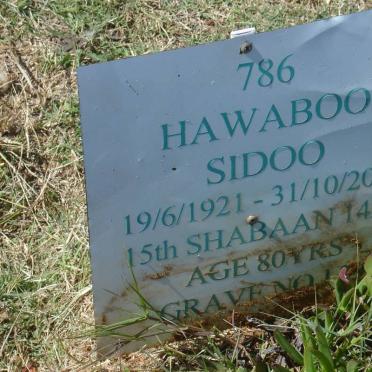 786
HAWABOO
SIDOO
19/6/1921 - 31/10/20
15th SHABAAN 14
AGE 80 YRS
GRAVE NO